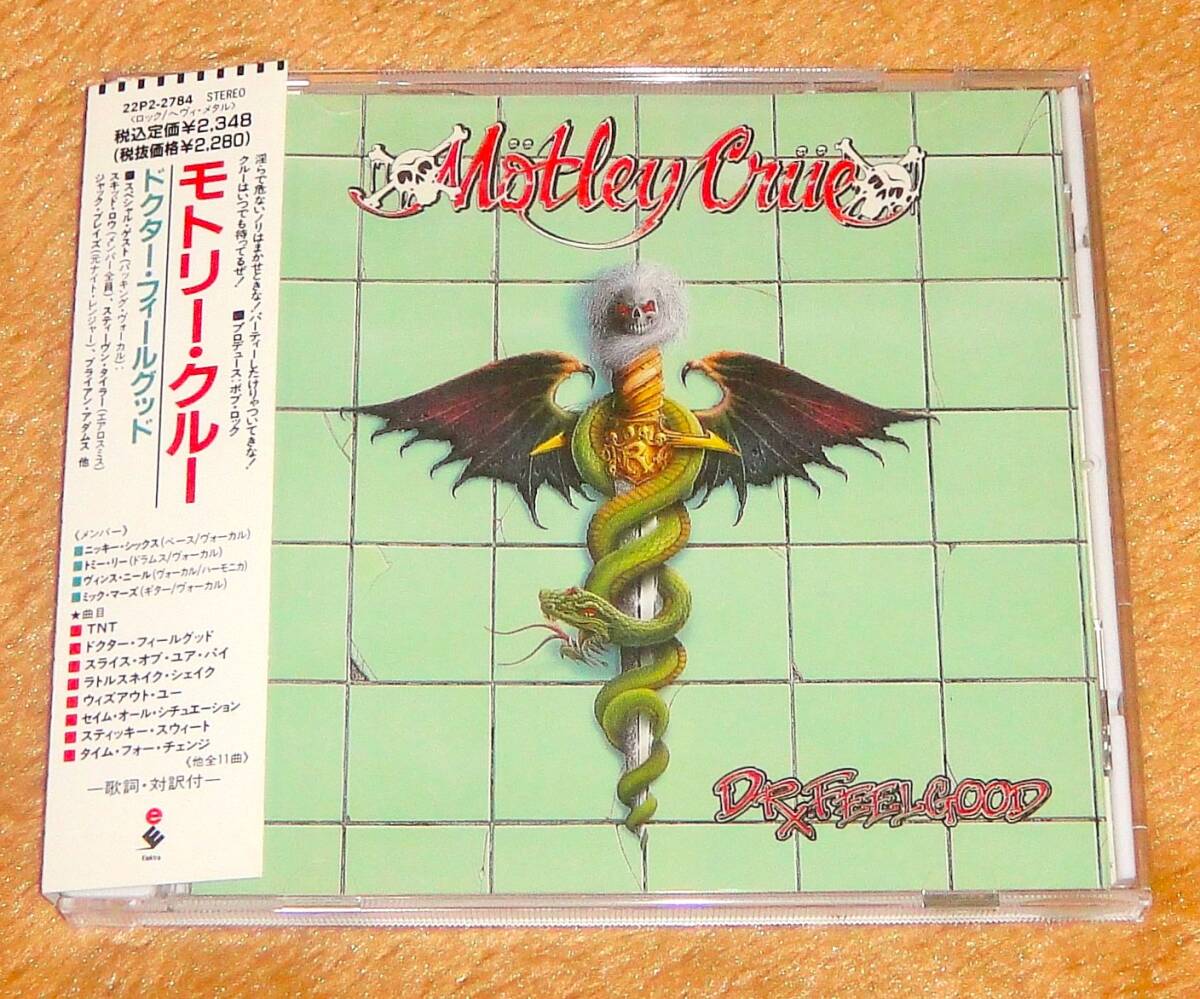 22P2-2784 STEREO
〈ロック/ヘヴィ・メタル〉
税込定価¥2,348
(税抜価格¥2,280)
淫らで危ないノリはまかせときな!パーティーしたけりゃついてきな!
クルーはいつでも待ってるぜ!
■プロデュース:ボブ・ロック
モトリー・クルー
ドクター・フィールグッド
■スペシャル・ゲスト(バッキング・ヴォーカル):
スキッド・ロウ(メンバー全員)、スティーヴン・タイラー(エアロスミス)
ジャック・ブレイズ(元ナイト・レンジャー)、ブライアン・アダムス 他
《メンバー》
ニッキー・シックス(ベース/ヴォーカル)
トミー・リー(ドラムス/ヴォーカル)
ヴィンス・ニール(ヴォーカル/ハーモニカ)
ミック・マーズ(ギター/ヴォーカル)
★曲目
TNT
ドクター・フィールグッド
スライス・オブ・ユア・パイ
ラトルスネイク・シェイク
ウィズアウト・ユー
セイム・オール・シチュエーション
スティッキー・スウィート
タイム・フォー・チェンジ
《他全11曲》
―歌詞・対訳付―
e
E
Elektra
Mötley Crüe
DR. FEELGOOD